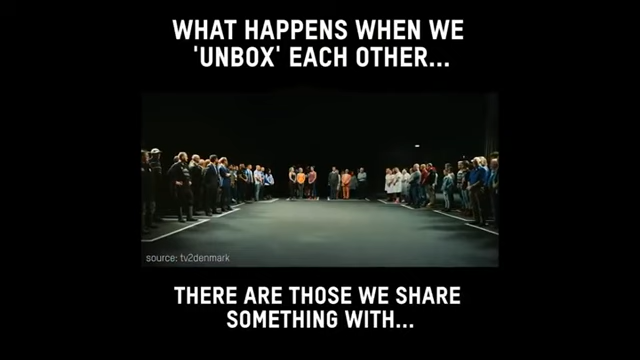 WHAT HAPPENS WHEN WE
'UNBOX' EACH OTHER...
source: tv2denmark
THERE ARE THOSE WE SHARE
SOMETHING WITH...